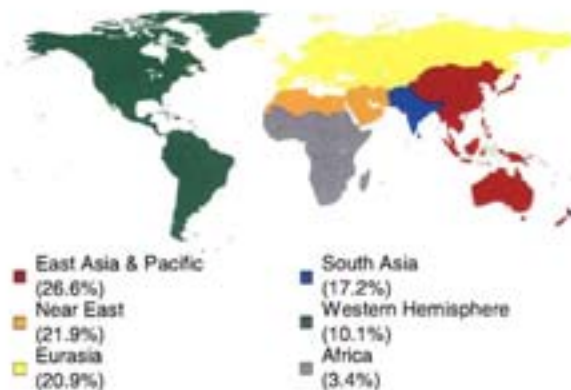 East Asia & Pacific
(26.6%)
Near East
(21.9%)
Eurasia
(20.9%)
South Asia
(17.2%)
Western Hemisphere
(10.1%)
Africa
(3.4%)